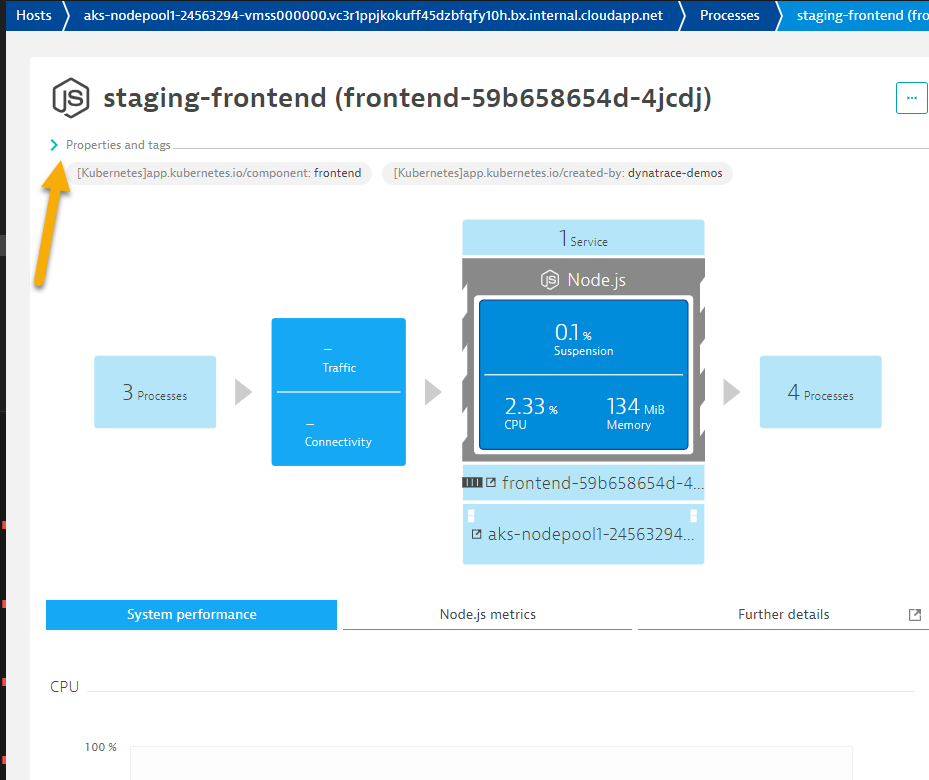 Hosts
aks-nodepool1-24563294-vmss000000.vc3r1ppjkokuff45dzbfqfy10h.bx.internal.cloudapp.net
Processes
staging-frontend (fro
JS staging-frontend (frontend-59b658654d-4jcdj)
...
Properties and tags
[Kubernetes]app.kubernetes.io/component: frontend
[Kubernetes]app.kubernetes.io/created-by: dynatrace-demos
1 Service
JS Node.js
0.1 %
Suspension
3 Processes
–
Traffic
–
Connectivity
2.33 %
CPU
134 MiB
Memory
4 Processes
frontend-59b658654d-4...
aks-nodepool1-24563294...
System performance
Node.js metrics
Further details
CPU
100 %